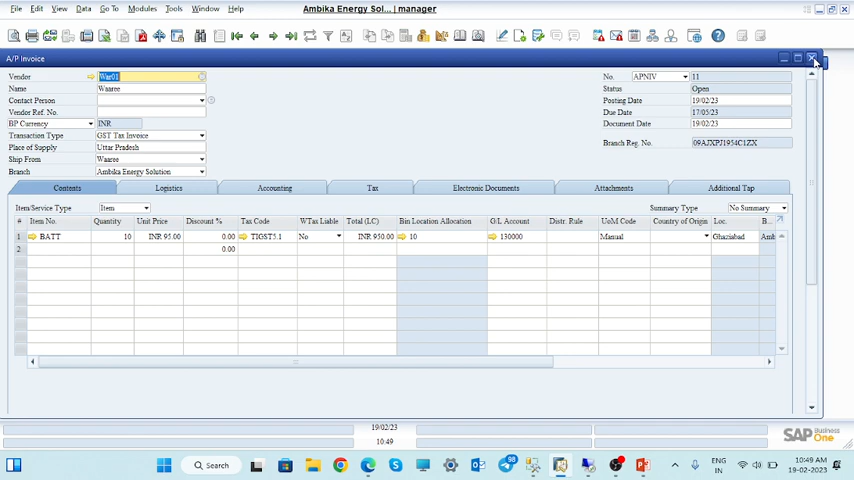 File Edit View Data Go To Modules Tools Window Help
Ambika Energy Sol... | manager
A/P Invoice
Vendor War01
Name Waaree
Contact Person
Vendor Ref. No.
BP Currency INR
Transaction Type GST Tax Invoice
Place of Supply Uttar Pradesh
Ship From Waaree
Branch Ambika Energy Solution
No. APNIV 11
Status Open
Posting Date 19/02/23
Due Date 17/05/23
Document Date 19/02/23
Branch Reg. No. 09AJXPJ1954C1ZX
Contents Logistics Accounting Tax Electronic Documents Attachments Additional Tap
Item/Service Type Item Summary Type No Summary
# Item No. Quantity Unit Price Discount % Tax Code WTax Liable Total (LC) Bin Location Allocation G/L Account Distr. Rule UoM Code Country of Origin Loc. B...
1 BATT 10 INR 95.00 0.00 TIGST5.1 No INR 950.00 10 130000 Manual Ghaziabad Amb
2 0.00
19/02/23
10:49
SAP Business One
Search
98
ENG
IN
10:49 AM
19-02-2023